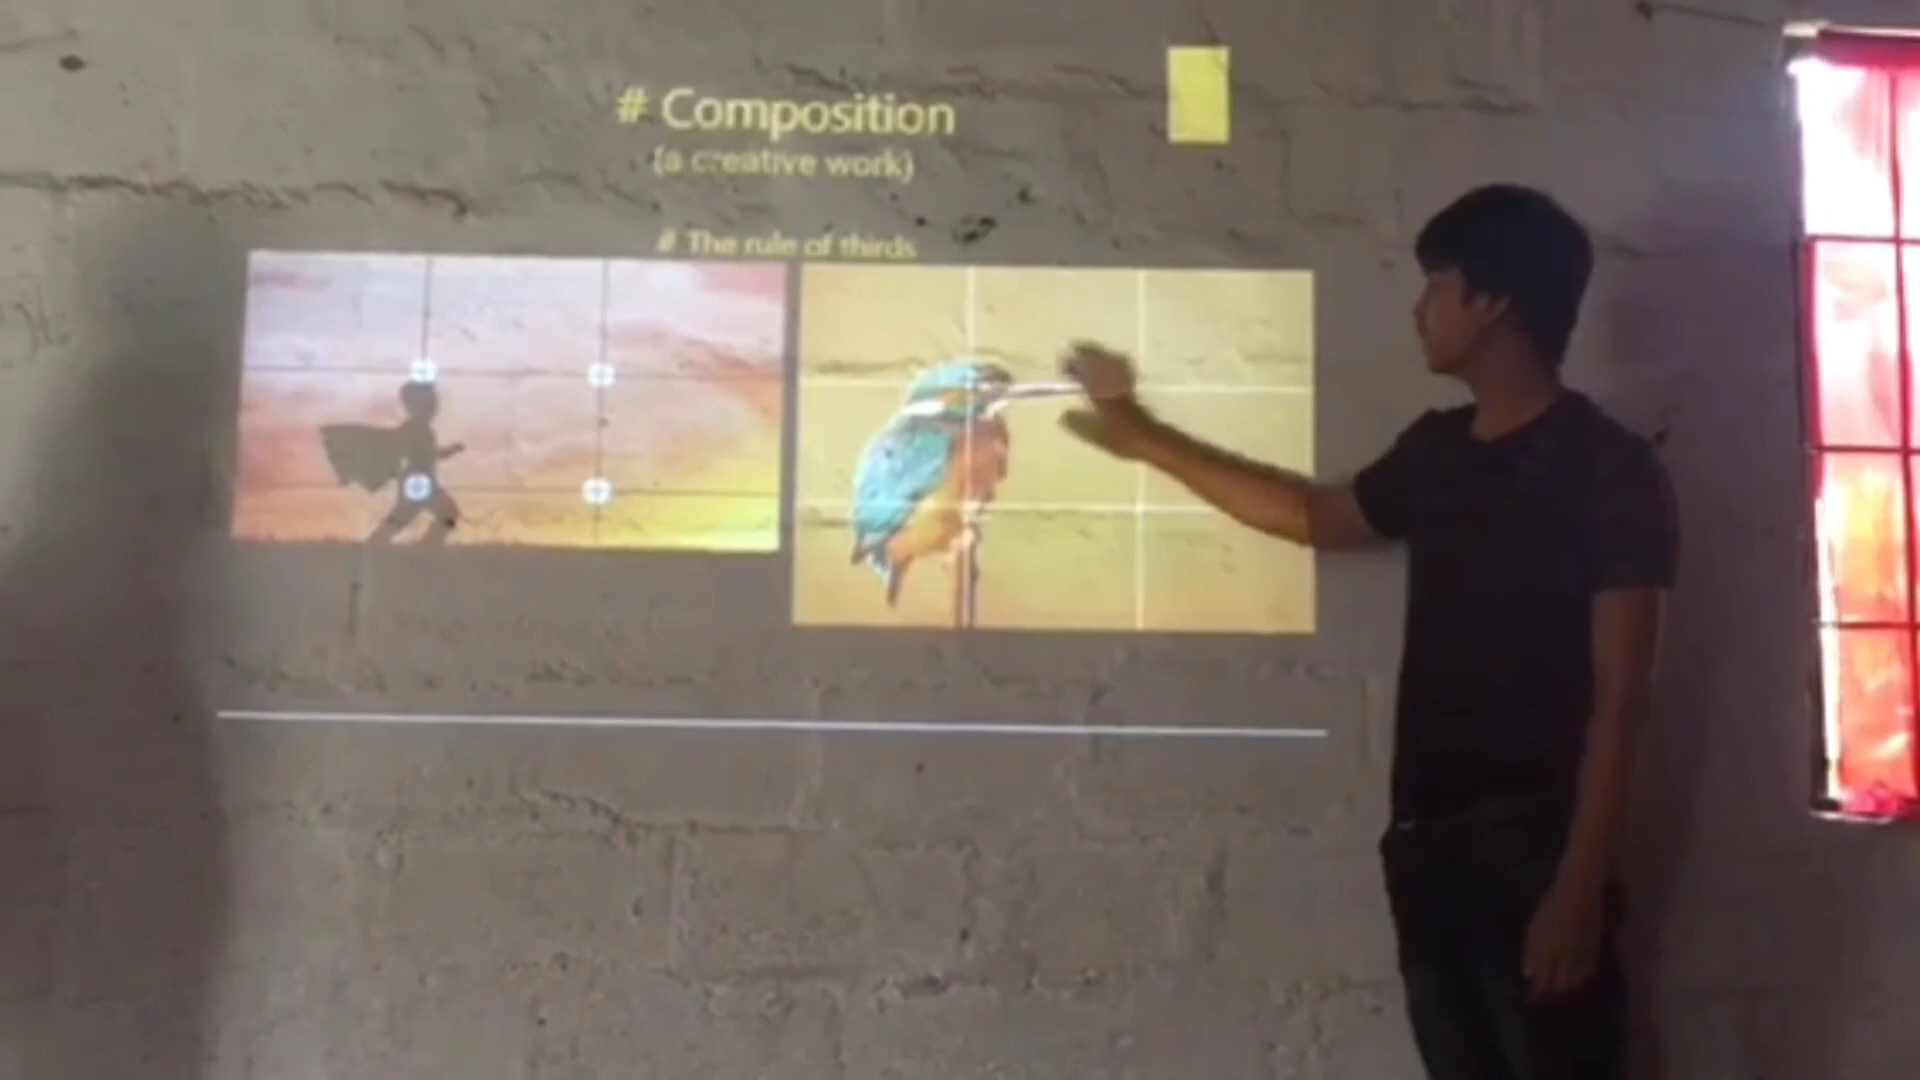 # Composition
(a creative work)
# The rule of thirds